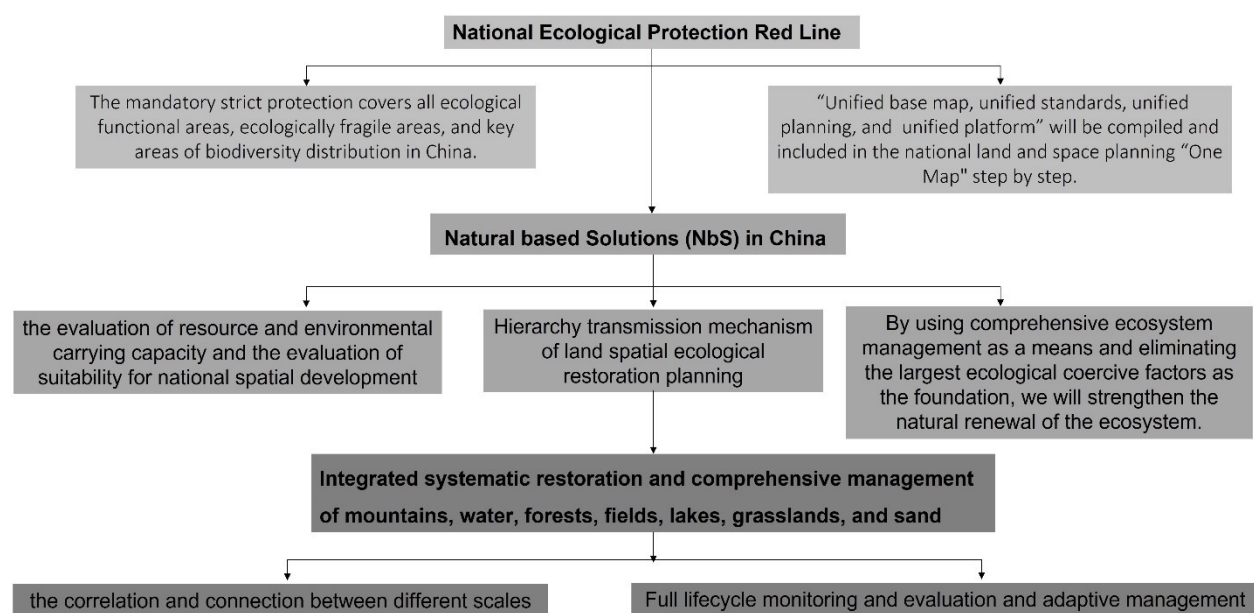 National Ecological Protection Red Line
The mandatory strict protection covers all ecological
functional areas, ecologically fragile areas, and key
areas of biodiversity distribution in China.
“Unified base map, unified standards, unified
planning, and unified platform” will be compiled and
included in the national land and space planning “One
Map" step by step.
Natural based Solutions (NbS) in China
the evaluation of resource and environmental
carrying capacity and the evaluation of
suitability for national spatial development
Hierarchy transmission mechanism
of land spatial ecological
restoration planning
By using comprehensive ecosystem
management as a means and eliminating
the largest ecological coercive factors as
the foundation, we will strengthen the
natural renewal of the ecosystem.
Integrated systematic restoration and comprehensive management
of mountains, water, forests, fields, lakes, grasslands, and sand
the correlation and connection between different scales
Full lifecycle monitoring and evaluation and adaptive management